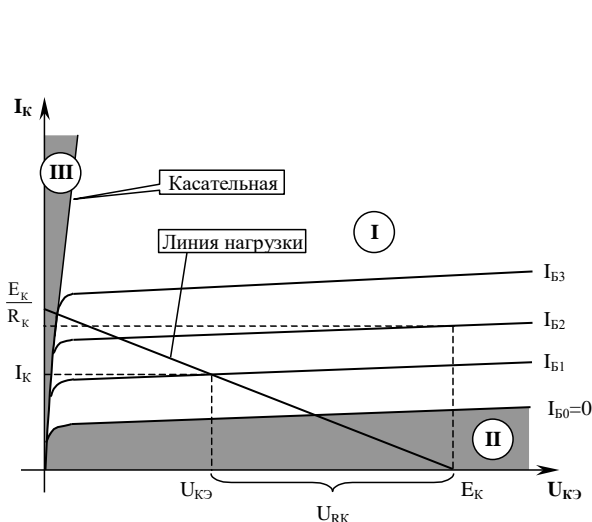 Iк
III
Касательная
I
Линия нагрузки
IБ3
Eк
Rк
IБ2
Iк
IБ1
IБ0=0
II
UКЭ
Eк
UКЭ
URК